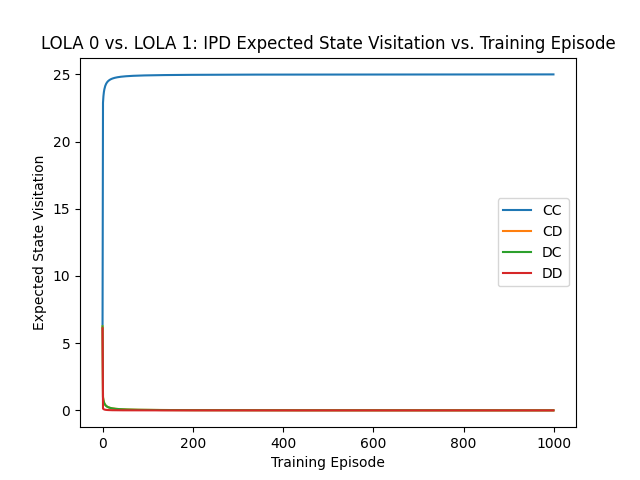 LOLA 0 vs. LOLA 1: IPD Expected State Visitation vs. Training Episode
Expected State Visitation
25
20
15
10
5
0
CC
CD
DC
DD
0 200 400 600 800 1000
Training Episode